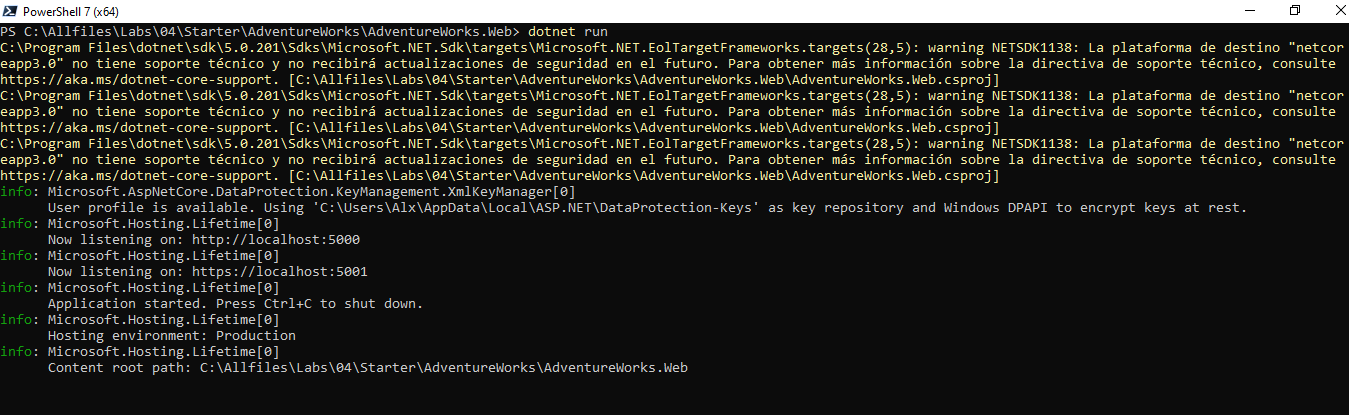 PowerShell 7 (x64)
PS C:\Allfiles\Labs\04\Starter\AdventureWorks\AdventureWorks.Web> dotnet run
C:\Program Files\dotnet\sdk\5.0.201\Sdks\Microsoft.NET.Sdk\targets\Microsoft.NET.EolTargetFrameworks.targets(28,5): warning NETSDK1138: La plataforma de destino "netcor
eapp3.0" no tiene soporte técnico y no recibirá actualizaciones de seguridad en el futuro. Para obtener más información sobre la directiva de soporte técnico, consulte
https://aka.ms/dotnet-core-support. [C:\Allfiles\Labs\04\Starter\AdventureWorks\AdventureWorks.Web\AdventureWorks.Web.csproj]
C:\Program Files\dotnet\sdk\5.0.201\Sdks\Microsoft.NET.Sdk\targets\Microsoft.NET.EolTargetFrameworks.targets(28,5): warning NETSDK1138: La plataforma de destino "netcor
eapp3.0" no tiene soporte técnico y no recibirá actualizaciones de seguridad en el futuro. Para obtener más información sobre la directiva de soporte técnico, consulte
https://aka.ms/dotnet-core-support. [C:\Allfiles\Labs\04\Starter\AdventureWorks\AdventureWorks.Web\AdventureWorks.Web.csproj]
C:\Program Files\dotnet\sdk\5.0.201\Sdks\Microsoft.NET.Sdk\targets\Microsoft.NET.EolTargetFrameworks.targets(28,5): warning NETSDK1138: La plataforma de destino "netcor
eapp3.0" no tiene soporte técnico y no recibirá actualizaciones de seguridad en el futuro. Para obtener más información sobre la directiva de soporte técnico, consulte
https://aka.ms/dotnet-core-support. [C:\Allfiles\Labs\04\Starter\AdventureWorks\AdventureWorks.Web\AdventureWorks.Web.csproj]
info: Microsoft.AspNetCore.DataProtection.KeyManagement.XmlKeyManager[0]
User profile is available. Using 'C:\Users\Alx\AppData\Local\ASP.NET\DataProtection-Keys' as key repository and Windows DPAPI to encrypt keys at rest.
info: Microsoft.Hosting.Lifetime[0]
Now listening on: http://localhost:5000
info: Microsoft.Hosting.Lifetime[0]
Now listening on: https://localhost:5001
info: Microsoft.Hosting.Lifetime[0]
Application started. Press Ctrl+C to shut down.
info: Microsoft.Hosting.Lifetime[0]
Hosting environment: Production
info: Microsoft.Hosting.Lifetime[0]
Content root path: C:\Allfiles\Labs\04\Starter\AdventureWorks\AdventureWorks.Web